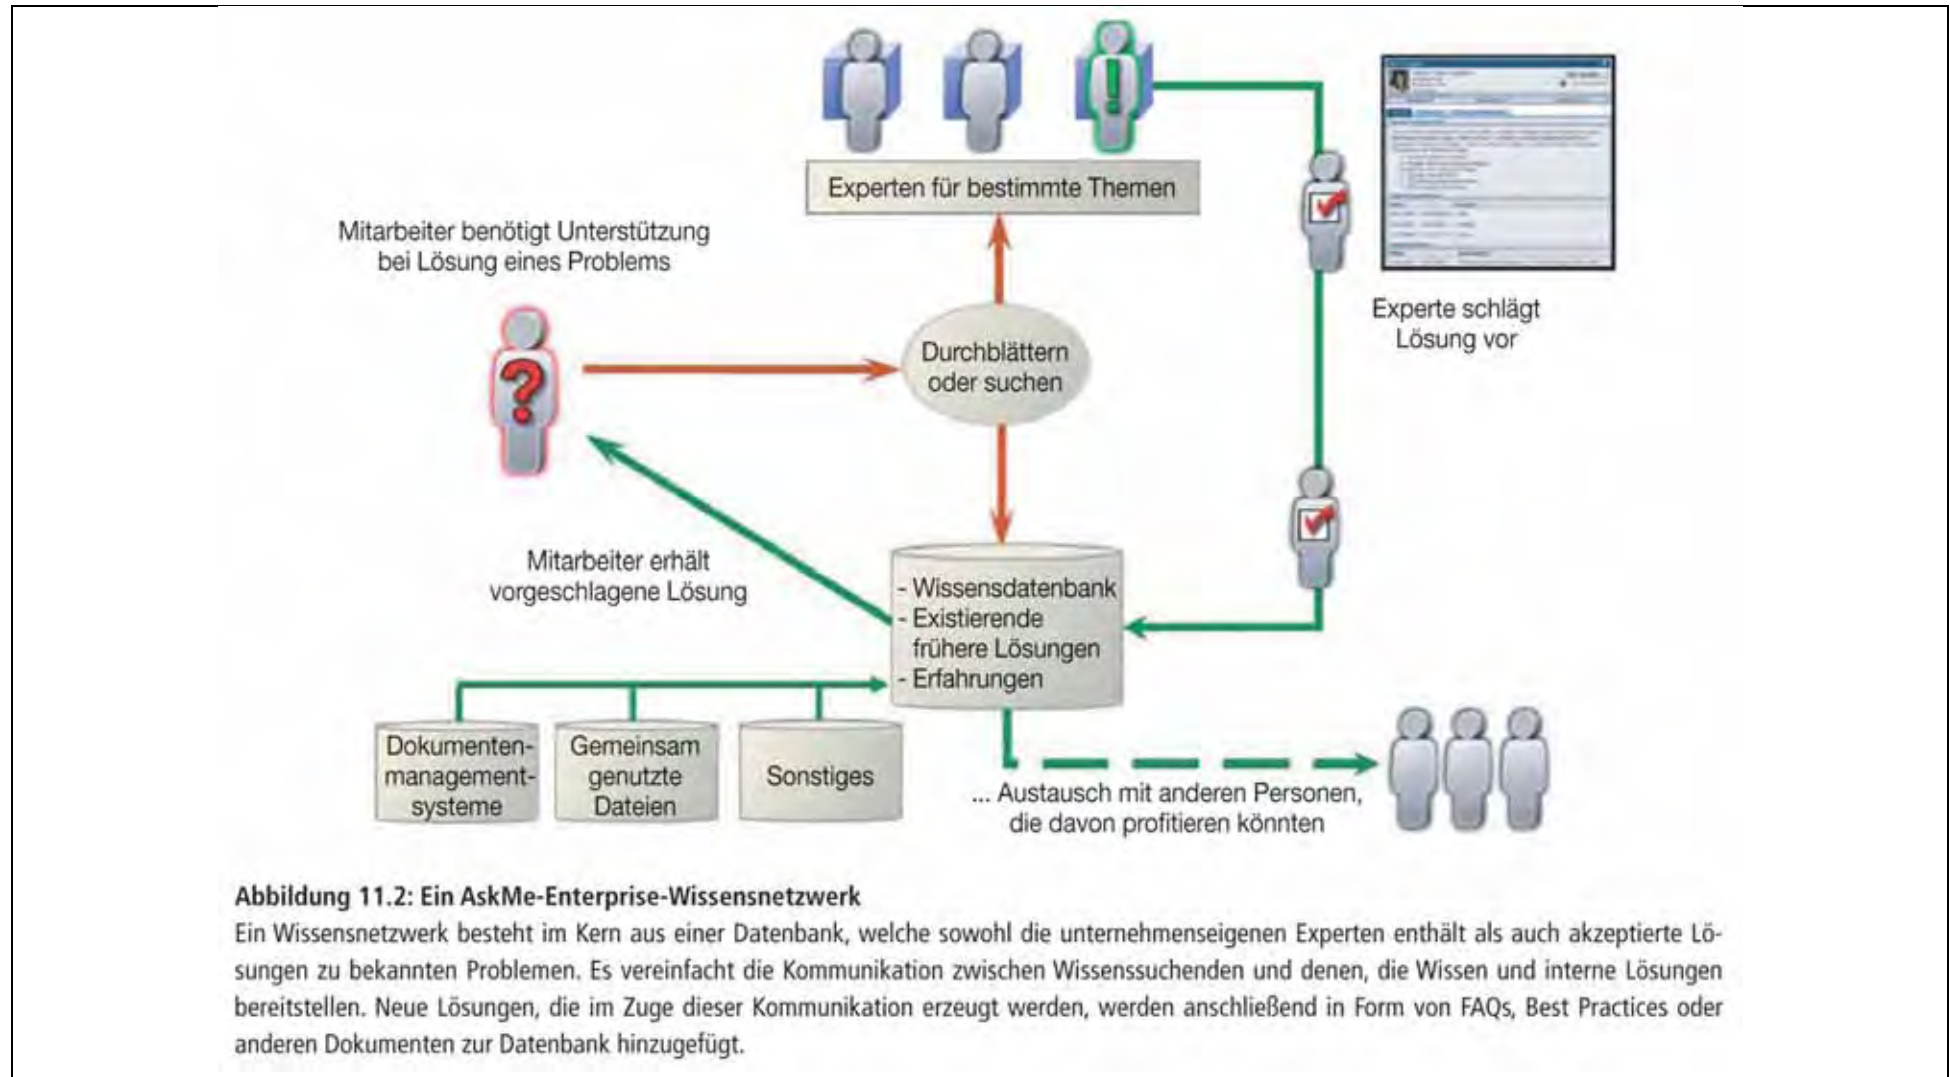 Experten für bestimmte Themen
Mitarbeiter benötigt Unterstützung
bei Lösung eines Problems
Experte schlägt
Lösung vor
Durchblättern
oder suchen
?
!
Mitarbeiter erhält
vorgeschlagene Lösung
- Wissensdatenbank
- Existierende
frühere Lösungen
- Erfahrungen
Dokumenten-
management-
systeme
Gemeinsam
genutzte
Dateien
Sonstiges
... Austausch mit anderen Personen,
die davon profitieren könnten
Abbildung 11.2: Ein AskMe-Enterprise-Wissensnetzwerk
Ein Wissensnetzwerk besteht im Kern aus einer Datenbank, welche sowohl die unternehmenseigenen Experten enthält als auch akzeptierte Lö-
sungen zu bekannten Problemen. Es vereinfacht die Kommunikation zwischen Wissenssuchenden und denen, die Wissen und interne Lösungen
bereitstellen. Neue Lösungen, die im Zuge dieser Kommunikation erzeugt werden, werden anschließend in Form von FAQs, Best Practices oder
anderen Dokumenten zur Datenbank hinzugefügt.